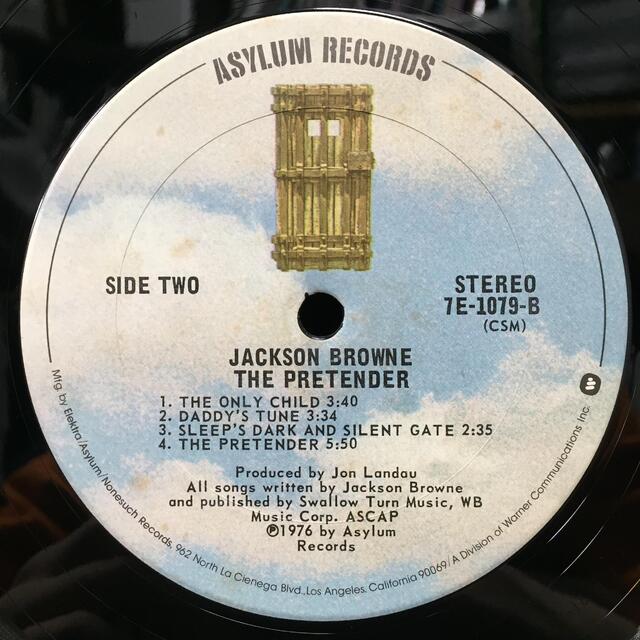 ASYLUM RECORDS
SIDE TWO
STEREO
7E-1079-B
(CSM)
JACKSON BROWNE
THE PRETENDER
1. THE ONLY CHILD 3:40
2. DADDY'S TUNE 3:34
3. SLEEP'S DARK AND SILENT GATE 2:35
4. THE PRETENDER 5:50
Produced by Jon Landau
All songs written by Jackson Browne
and published by Swallow Turn Music, WB
Music Corp. ASCAP
℗1976 by Asylum
Records
Mfg. by Elektra/Asylum/Nonesuch Records, 962 North La Cienega Blvd., Los Angeles, California 90069/A Division of Warner Communications Inc.